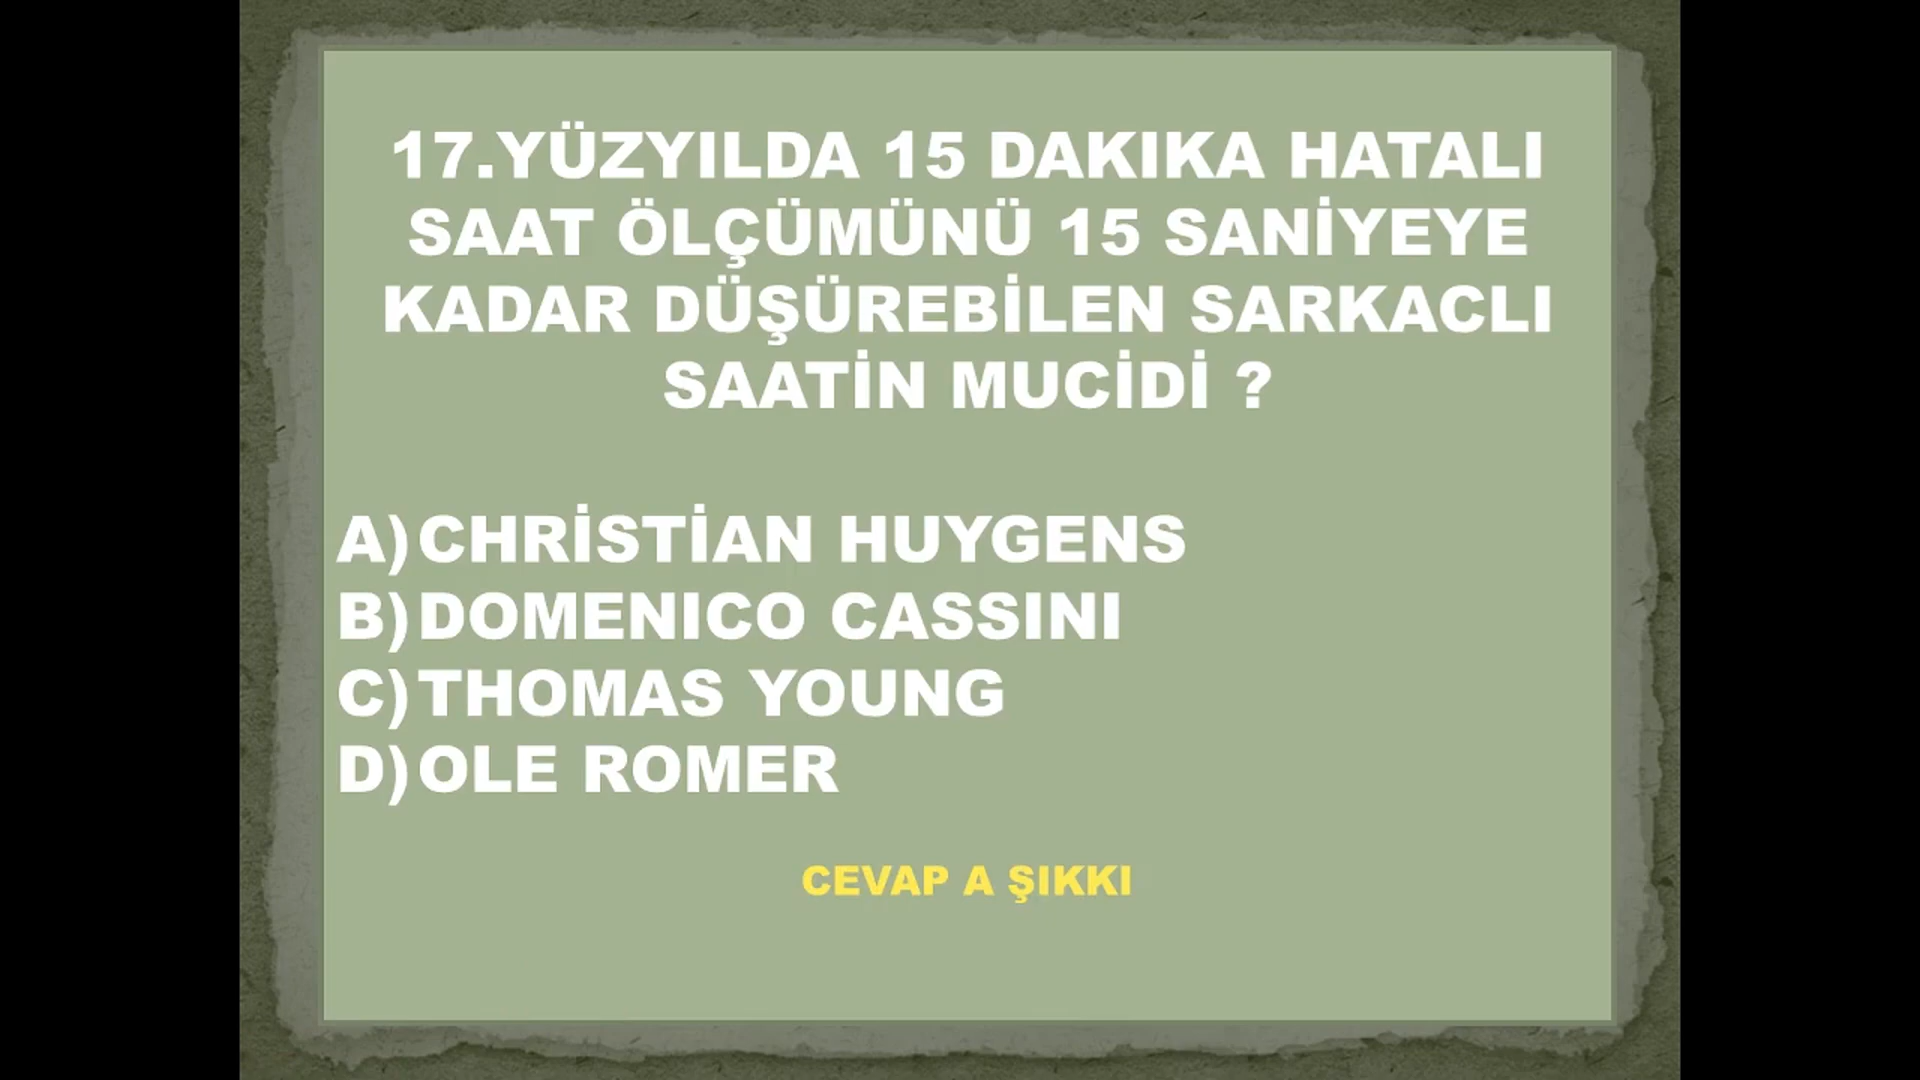 17.YÜZYILDA 15 DAKIKA HATALI
SAAT ÖLÇÜMÜNÜ 15 SANİYEYE
KADAR DÜŞÜREBİLEN SARKACLI
SAATİN MUCİDİ ?
A) CHRİSTİAN HUYGENS
B) DOMENICO CASSINI
C) THOMAS YOUNG
D) OLE ROMER
CEVAP A ŞIKKI